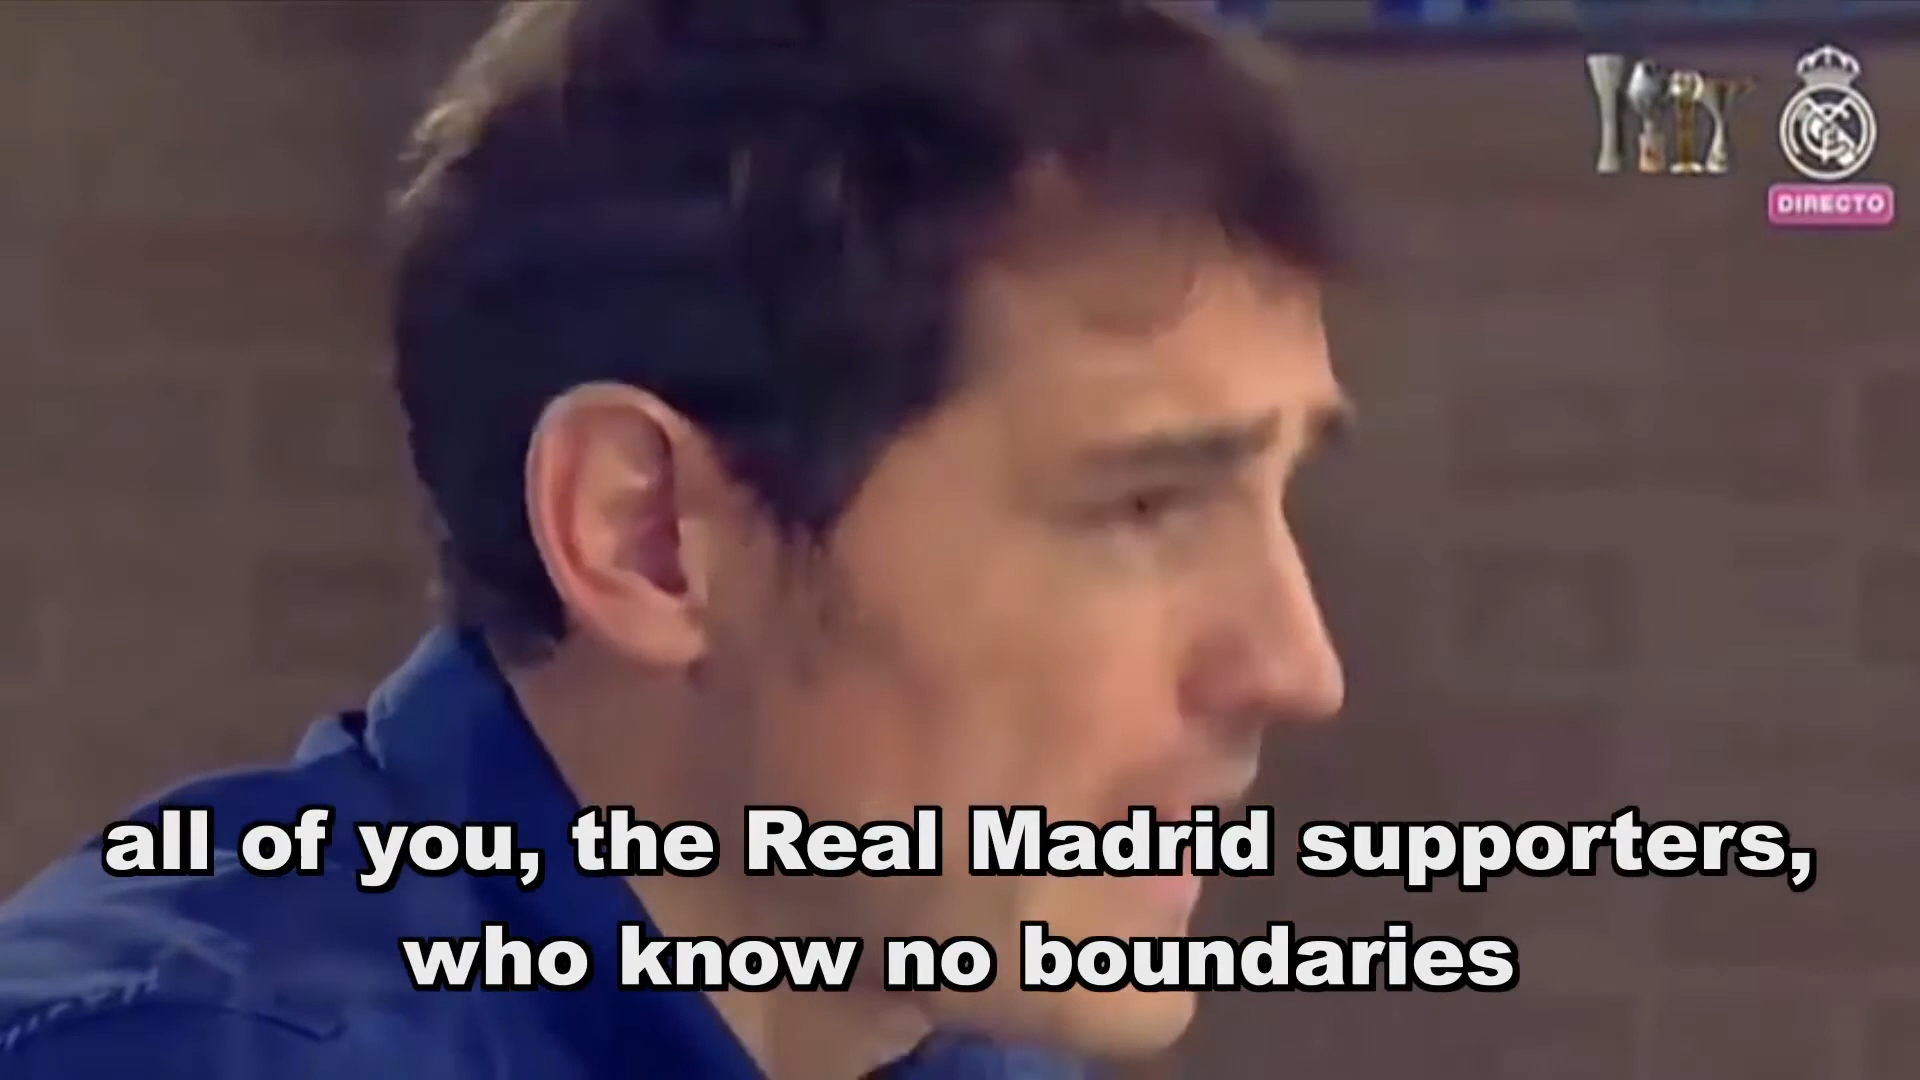 DIRECTO
all of you, the Real Madrid supporters,
who know no boundaries